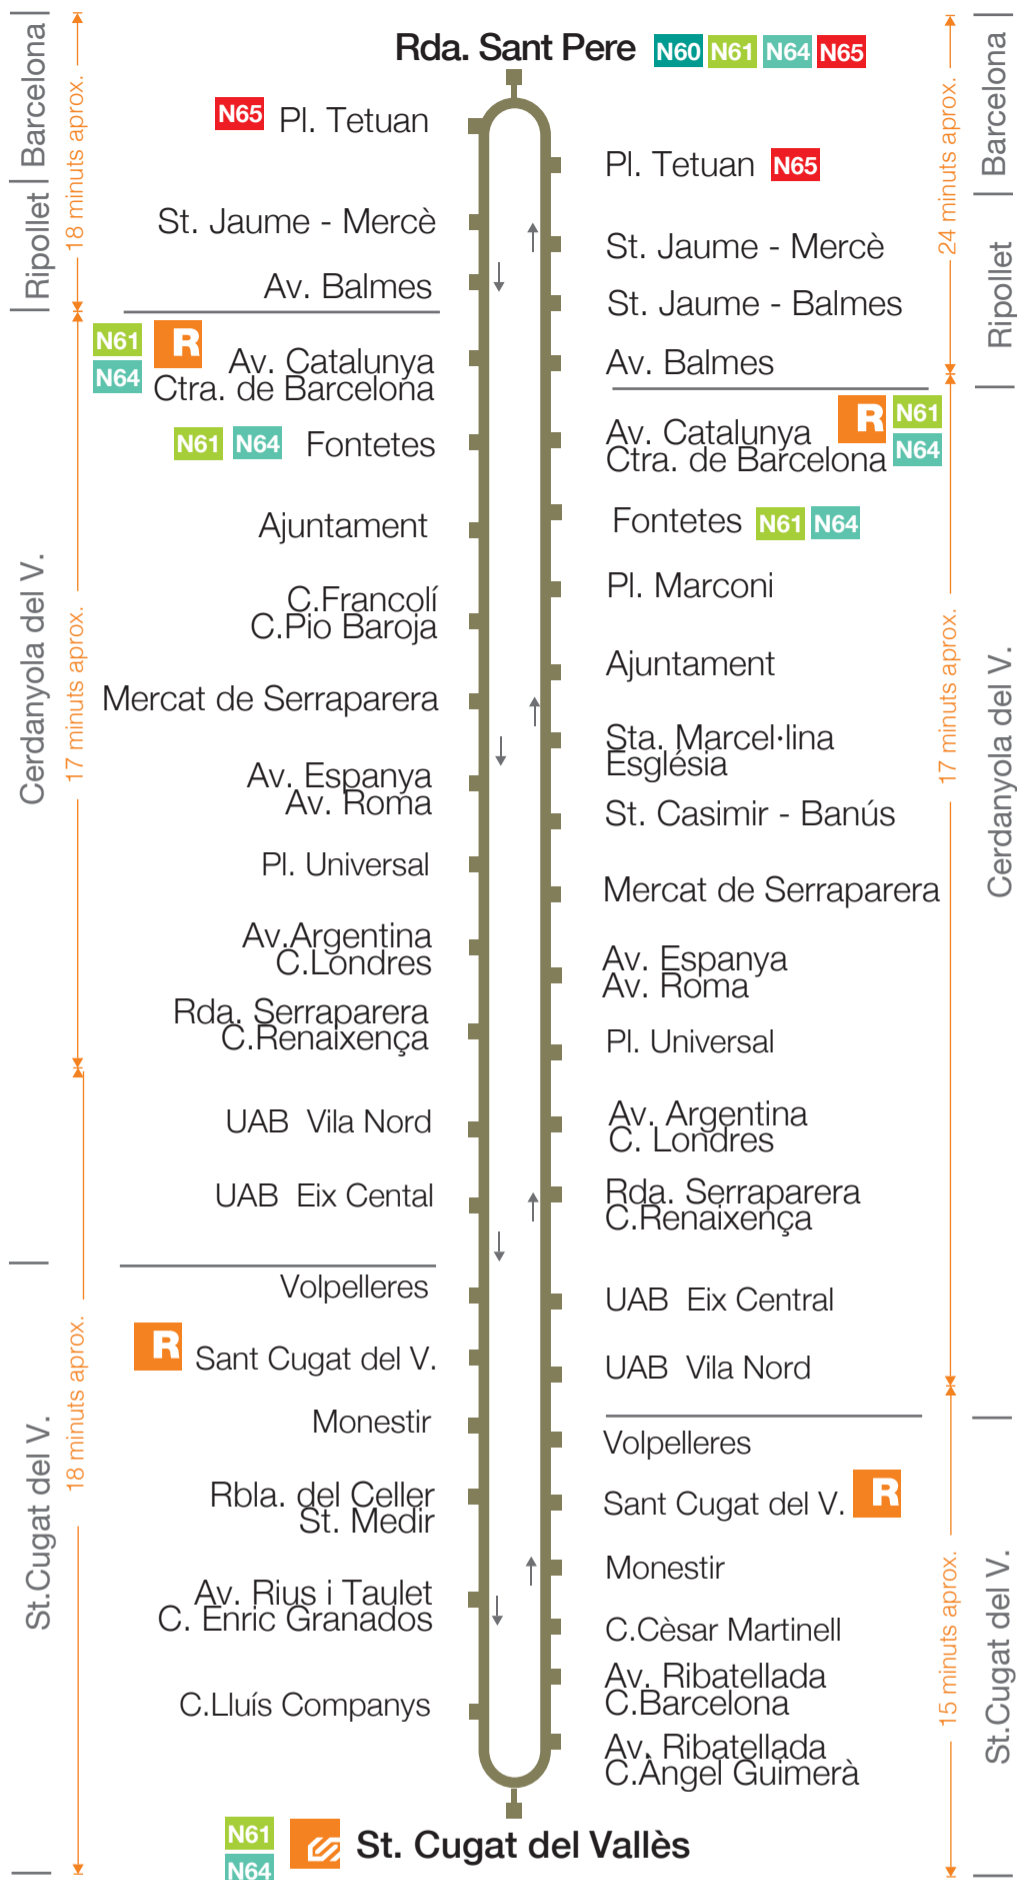 Rda. Sant Pere N60 N61 N64 N65
Barcelona
Ripollet
18 minuts aprox.
N65 Pl. Tetuan
St. Jaume - Mercè
Av. Balmes
N61 R
N64
Av. Catalunya
Ctra. de Barcelona
N61 N64 Fontetes
Ajuntament
C.Francolí
C.Pio Baroja
Mercat de Serraparera
Av. Espanya
Av. Roma
Pl. Universal
Av.Argentina
C.Londres
Rda. Serraparera
C.Renaixença
Cerdanyola del V.
17 minuts aprox.
UAB Vila Nord
UAB Eix Cental
Volpelleres
R Sant Cugat del V.
Monestir
Rbla. del Celler
St. Medir
Av. Rius i Taulet
C. Enric Granados
C.Lluís Companys
St.Cugat del V.
18 minuts aprox.
Pl. Tetuan N65
St. Jaume - Mercè
St. Jaume - Balmes
Av. Balmes
24 minuts aprox.
Barcelona
Ripollet
Av. Catalunya R N61
Ctra. de Barcelona N64
Fontetes N61 N64
Pl. Marconi
Ajuntament
Sta. Marcel·lina
Església
St. Casimir - Banús
Mercat de Serraparera
Av. Espanya
Av. Roma
Pl. Universal
Av. Argentina
C. Londres
Rda. Serraparera
C.Renaixença
UAB Eix Central
UAB Vila Nord
17 minuts aprox.
Cerdanyola del V.
Volpelleres
Sant Cugat del V. R
Monestir
C.Cèsar Martinell
Av. Ribatellada
C.Barcelona
Av. Ribatellada
C.Àngel Guimerà
15 minuts aprox.
St.Cugat del V.
N61
N64
St. Cugat del Vallès